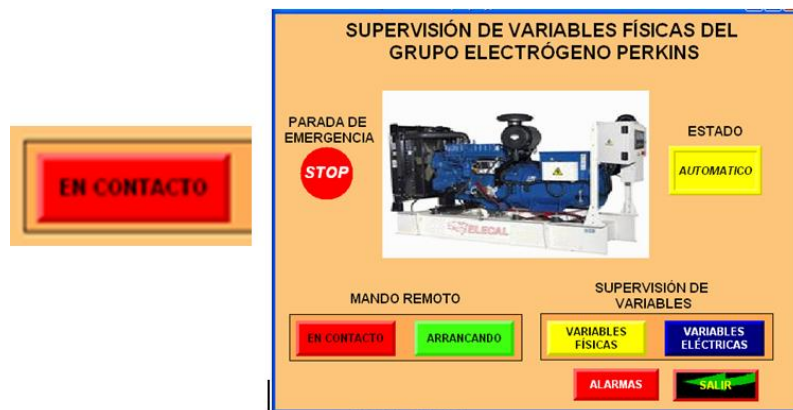 EN CONTACTO
SUPERVISIÓN DE VARIABLES FÍSICAS DEL
GRUPO ELECTRÓGENO PERKINS
PARADA DE
EMERGENCIA
STOP
ELECAL
ESTADO
AUTOMATICO
MANDO REMOTO
EN CONTACTO
ARRANCANDO
SUPERVISIÓN DE
VARIABLES
VARIABLES
FÍSICAS
VARIABLES
ELÉCTRICAS
ALARMAS
SALIR